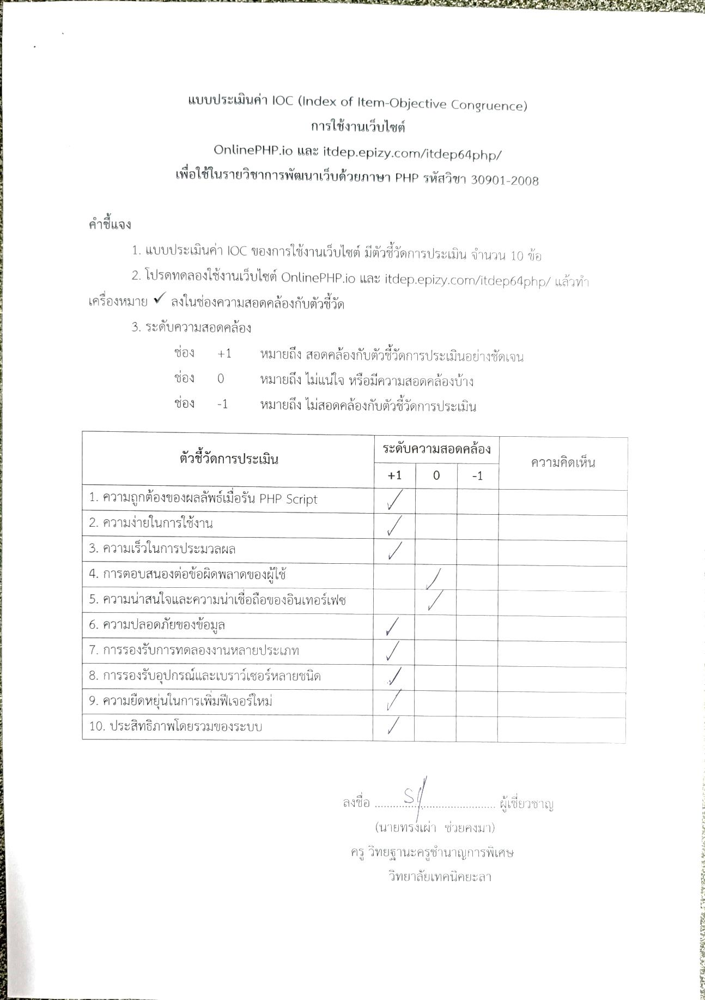 แบบประเมินค่า IOC (Index of Item-Objective Congruence)
การใช้งานเว็บไซต์
OnlinePHP.io และ itdep.epizy.com/itdep64php/
เพื่อใช้ในรายวิชาการพัฒนาเว็บด้วยภาษา PHP รหัสวิชา 30901-2008
คำชี้แจง
1. แบบประเมินค่า IOC ของการใช้งานเว็บไซต์ มีตัวชี้วัดการประเมิน จำนวน 10 ข้อ
2. โปรดทดลองใช้งานเว็บไซต์ OnlinePHP.io และ itdep.epizy.com/itdep64php/ แล้วทำ
เครื่องหมาย ✓ ลงในช่องความสอดคล้องกับตัวชี้วัด
3. ระดับความสอดคล้อง
ช่อง +1 หมายถึง สอดคล้องกับตัวชี้วัดการประเมินอย่างชัดเจน
ช่อง 0 หมายถึง ไม่แน่ใจ หรือมีความสอดคล้องบ้าง
ช่อง -1 หมายถึง ไม่สอดคล้องกับตัวชี้วัดการประเมิน
ตัวชี้วัดการประเมิน ระดับความสอดคล้อง ความคิดเห็น
+1 0 -1
1. ความถูกต้องของผลลัพธ์เมื่อรัน PHP Script ✓
2. ความง่ายในการใช้งาน ✓
3. ความเร็วในการประมวลผล ✓
4. การตอบสนองต่อข้อผิดพลาดของผู้ใช้ ✓
5. ความน่าสนใจและความน่าเชื่อถือของอินเทอร์เฟซ ✓
6. ความปลอดภัยของข้อมูล ✓
7. การรองรับการทดลองงานหลายประเภท ✓
8. การรองรับอุปกรณ์และเบราว์เซอร์หลายชนิด ✓
9. ความยืดหยุ่นในการเพิ่มฟีเจอร์ใหม่ ✓
10. ประสิทธิภาพโดยรวมของระบบ ✓
ลงชื่อ ........................................ ผู้เชี่ยวชาญ
(นายทรงเผ่า ช่วยคงมา)
ครู วิทยฐานะครูชำนาญการพิเศษ
วิทยาลัยเทคนิคยะลา